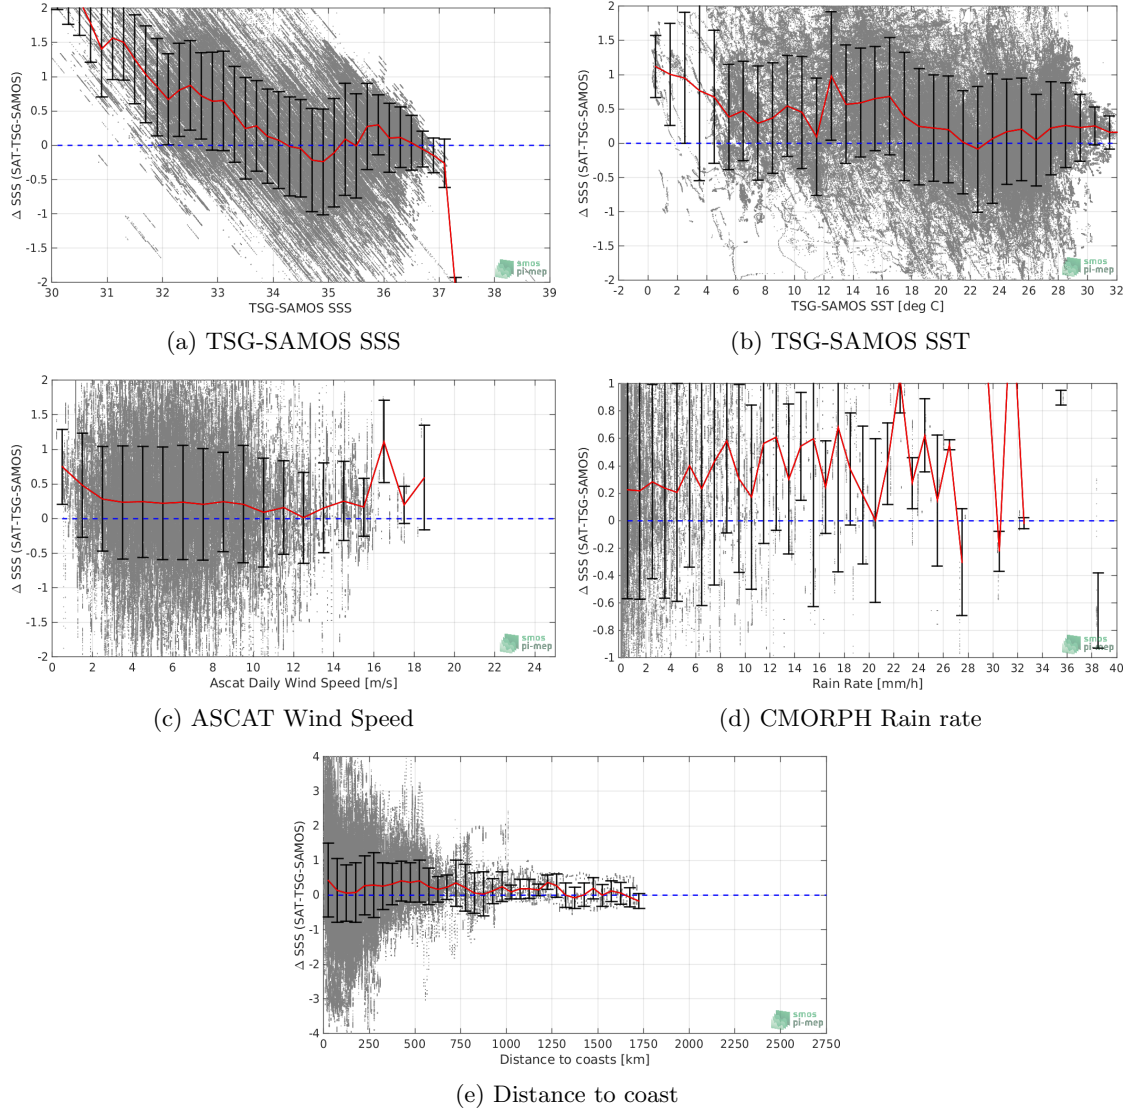 2
1.5
1
0.5
0
-0.5
-1
-1.5
-2
Δ SSS (SAT-TSG-SAMOS)
30 31 32 33 34 35 36 37 38 39
TSG-SAMOS SSS
smos
pi-mep
(a) TSG-SAMOS SSS
2
1.5
1
0.5
0
-0.5
-1
-1.5
-2
Δ SSS (SAT-TSG-SAMOS)
-2 0 2 4 6 8 10 12 14 16 18 20 22 24 26 28 30 32
TSG-SAMOS SST [deg C]
smos
pi-mep
(b) TSG-SAMOS SST
2
1.5
1
0.5
0
-0.5
-1
-1.5
-2
Δ SSS (SAT-TSG-SAMOS)
0 2 4 6 8 10 12 14 16 18 20 22 24
Ascat Daily Wind Speed [m/s]
smos
pi-mep
(c) ASCAT Wind Speed
1
0.8
0.6
0.4
0.2
0
-0.2
-0.4
-0.6
-0.8
-1
Δ SSS (SAT-TSG-SAMOS)
0 2 4 6 8 10 12 14 16 18 20 22 24 26 28 30 32 34 36 38 40
Rain Rate [mm/h]
smos
pi-mep
(d) CMORPH Rain rate
4
3
2
1
0
-1
-2
-3
-4
Δ SSS (SAT-TSG-SAMOS)
0 250 500 750 1000 1250 1500 1750 2000 2250 2500 2750
Distance to coasts [km]
smos
pi-mep
(e) Distance to coast